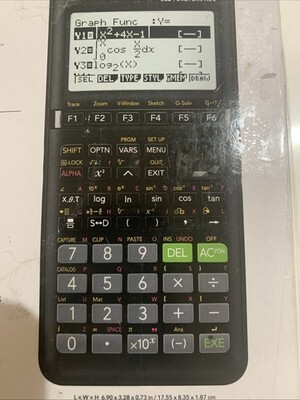 Graph Func :Y=
Y1=X²+4X-1 [—]
Y2=∫ cos X/2 dx [—]
Y3=log₂(X) [—]
SEL DEL TYPE STYL GMEM DRAW
Trace Zoom V-Window Sketch G-Solv G↔T
F1 F2 F3 F4 F5 F6
PRGM SET UP
SHIFT OPTN VARS MENU
A-LOCK QUIT
ALPHA x² ^ EXIT
X,θ,T log ln sin cos tan
S↔D ( )
CAPTURE CLIP PASTE INS UNDO OFF
7 8 9 DEL AC/ON
CATALOG
4 5 6 × ÷
List Mat
1 2 3 + −
SPACE π Ans
0 . ×10ˣ (−) EXE
L x W x H 6.90 x 3.28 x 0.73 in / 17.55 x 8.35 x 1.87 cm